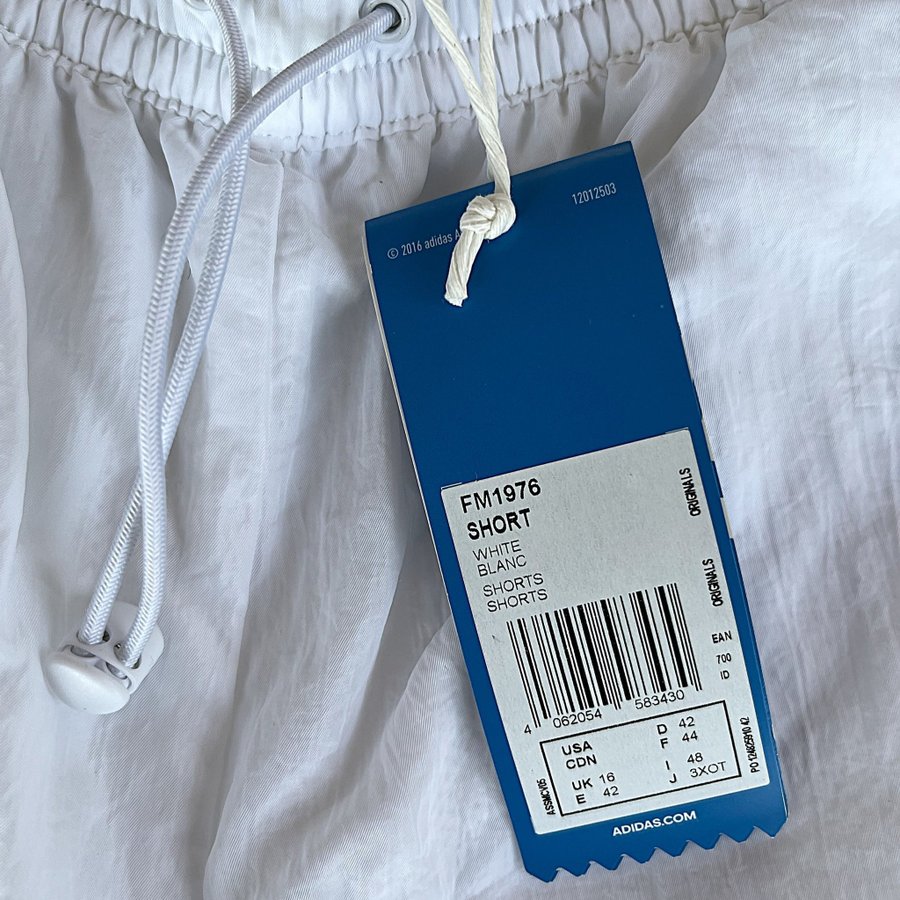 12012503
© 2016 adidas
FM1976
SHORT
WHITE
BLANC
SHORTS
SHORTS
ORIGINALS
ORIGINALS
EAN
700
ID
4 062054 583430
USA
CDN
UK 16
E 42
D 42
F 44
I 48
J 3XOT
ASSMCV05
ADIDAS.COM